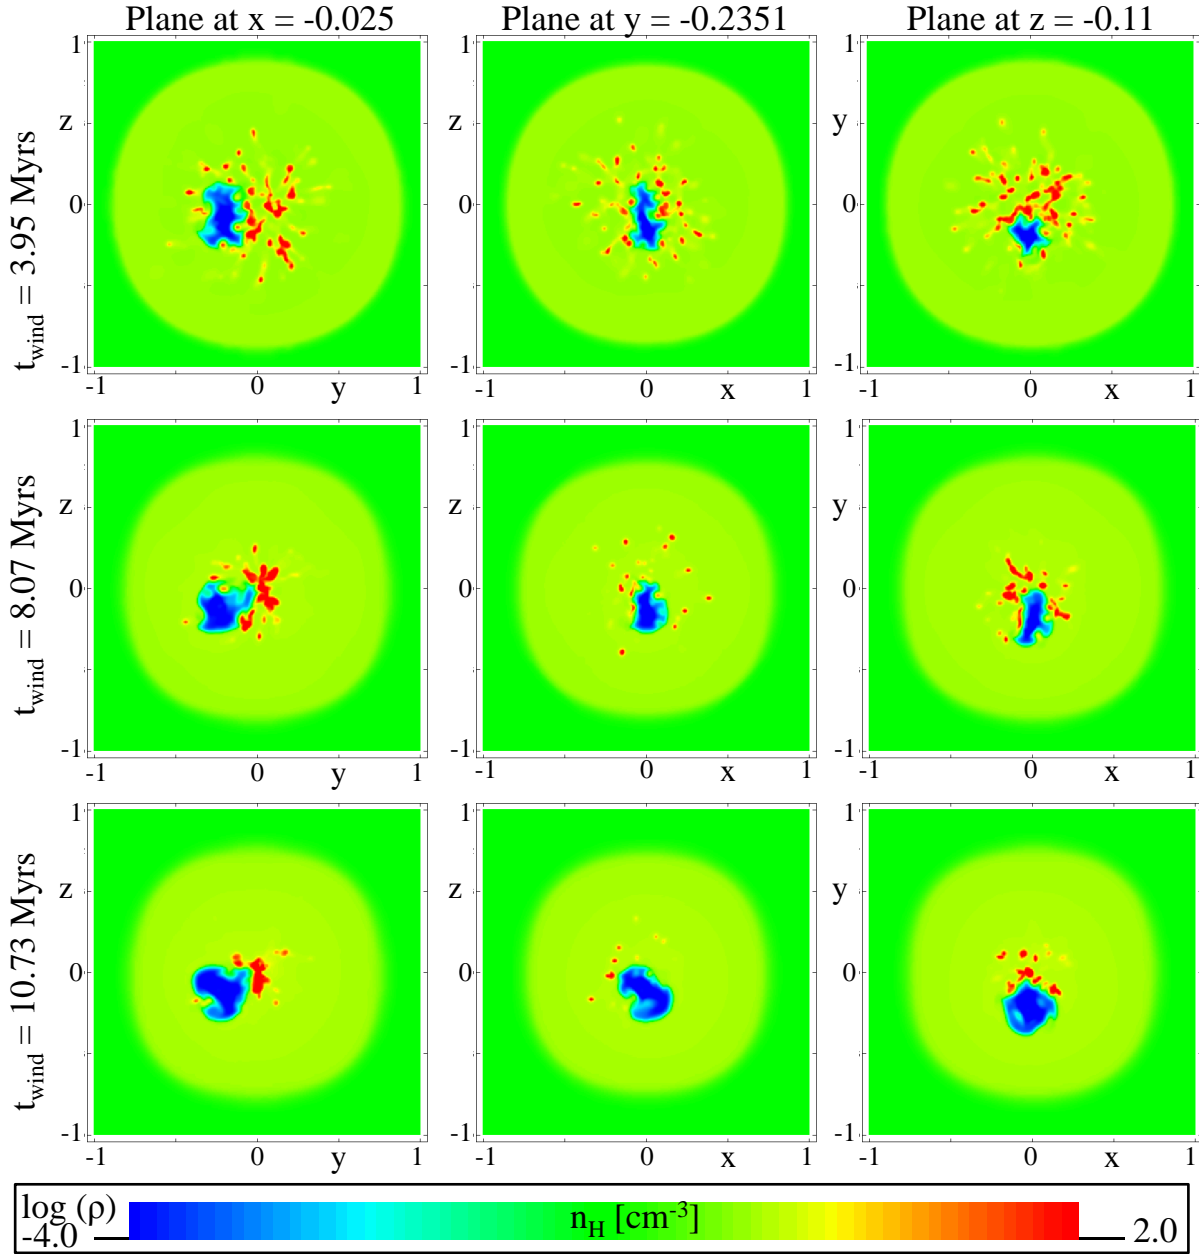 Plane at x = -0.025 Plane at y = -0.2351 Plane at z = -0.11
t_wind = 3.95 Myrs
1 1 1
z z y
0 0 0
-1 -1 -1
-1 0 y 1 -1 0 x 1 -1 0 x 1
t_wind = 8.07 Myrs
1 1 1
z z y
0 0 0
-1 -1 -1
-1 0 y 1 -1 0 x 1 -1 0 x 1
t_wind = 10.73 Myrs
1 1 1
z z y
0 0 0
-1 -1 -1
-1 0 y 1 -1 0 x 1 -1 0 x 1
log (ρ)
-4.0 n_H [cm^-3] 2.0